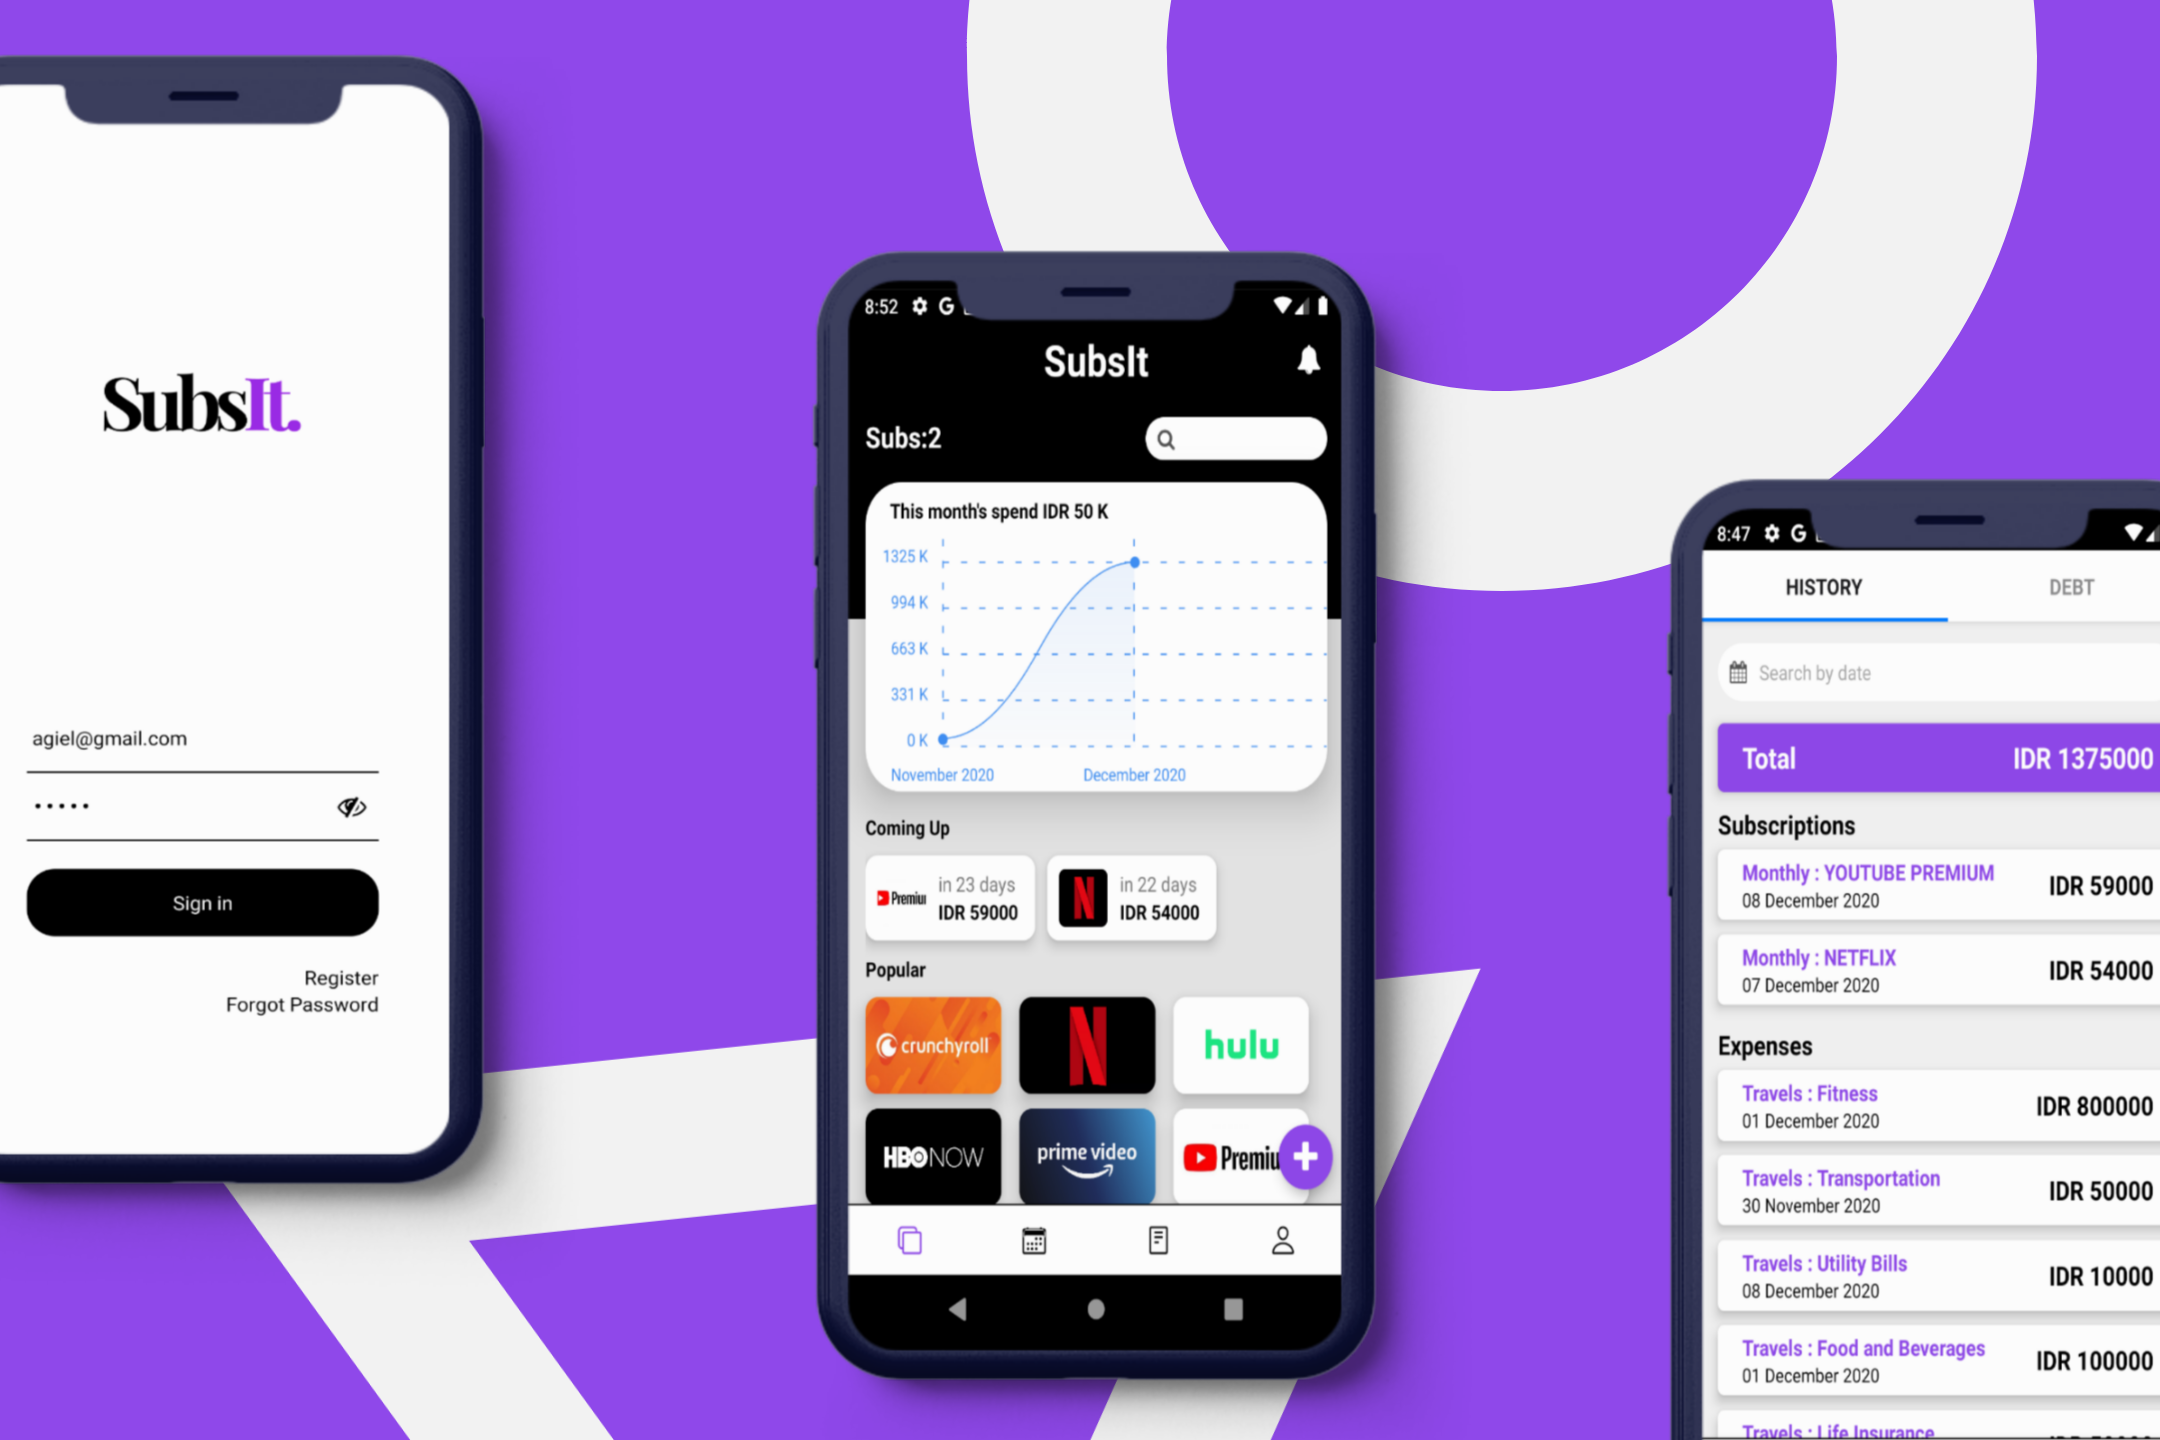 SubsIt.
agiel@gmail.com
•••••
Sign in
Register
Forgot Password
8:52 G
SubsIt
Subs:2
This month's spend IDR 50 K
1325 K
994 K
663 K
331 K
0 K
November 2020 December 2020
Coming Up
Premiu in 23 days
IDR 59000
N in 22 days
IDR 54000
Popular
crunchyroll
N
hulu
HBO NOW
prime video
Premiu
8:47 G
HISTORY DEBT
Search by date
Total IDR 1375000
Subscriptions
Monthly : YOUTUBE PREMIUM
08 December 2020
IDR 59000
Monthly : NETFLIX
07 December 2020
IDR 54000
Expenses
Travels : Fitness
01 December 2020
IDR 800000
Travels : Transportation
30 November 2020
IDR 50000
Travels : Utility Bills
08 December 2020
IDR 10000
Travels : Food and Beverages
01 December 2020
IDR 100000
Travels : Life Insurance